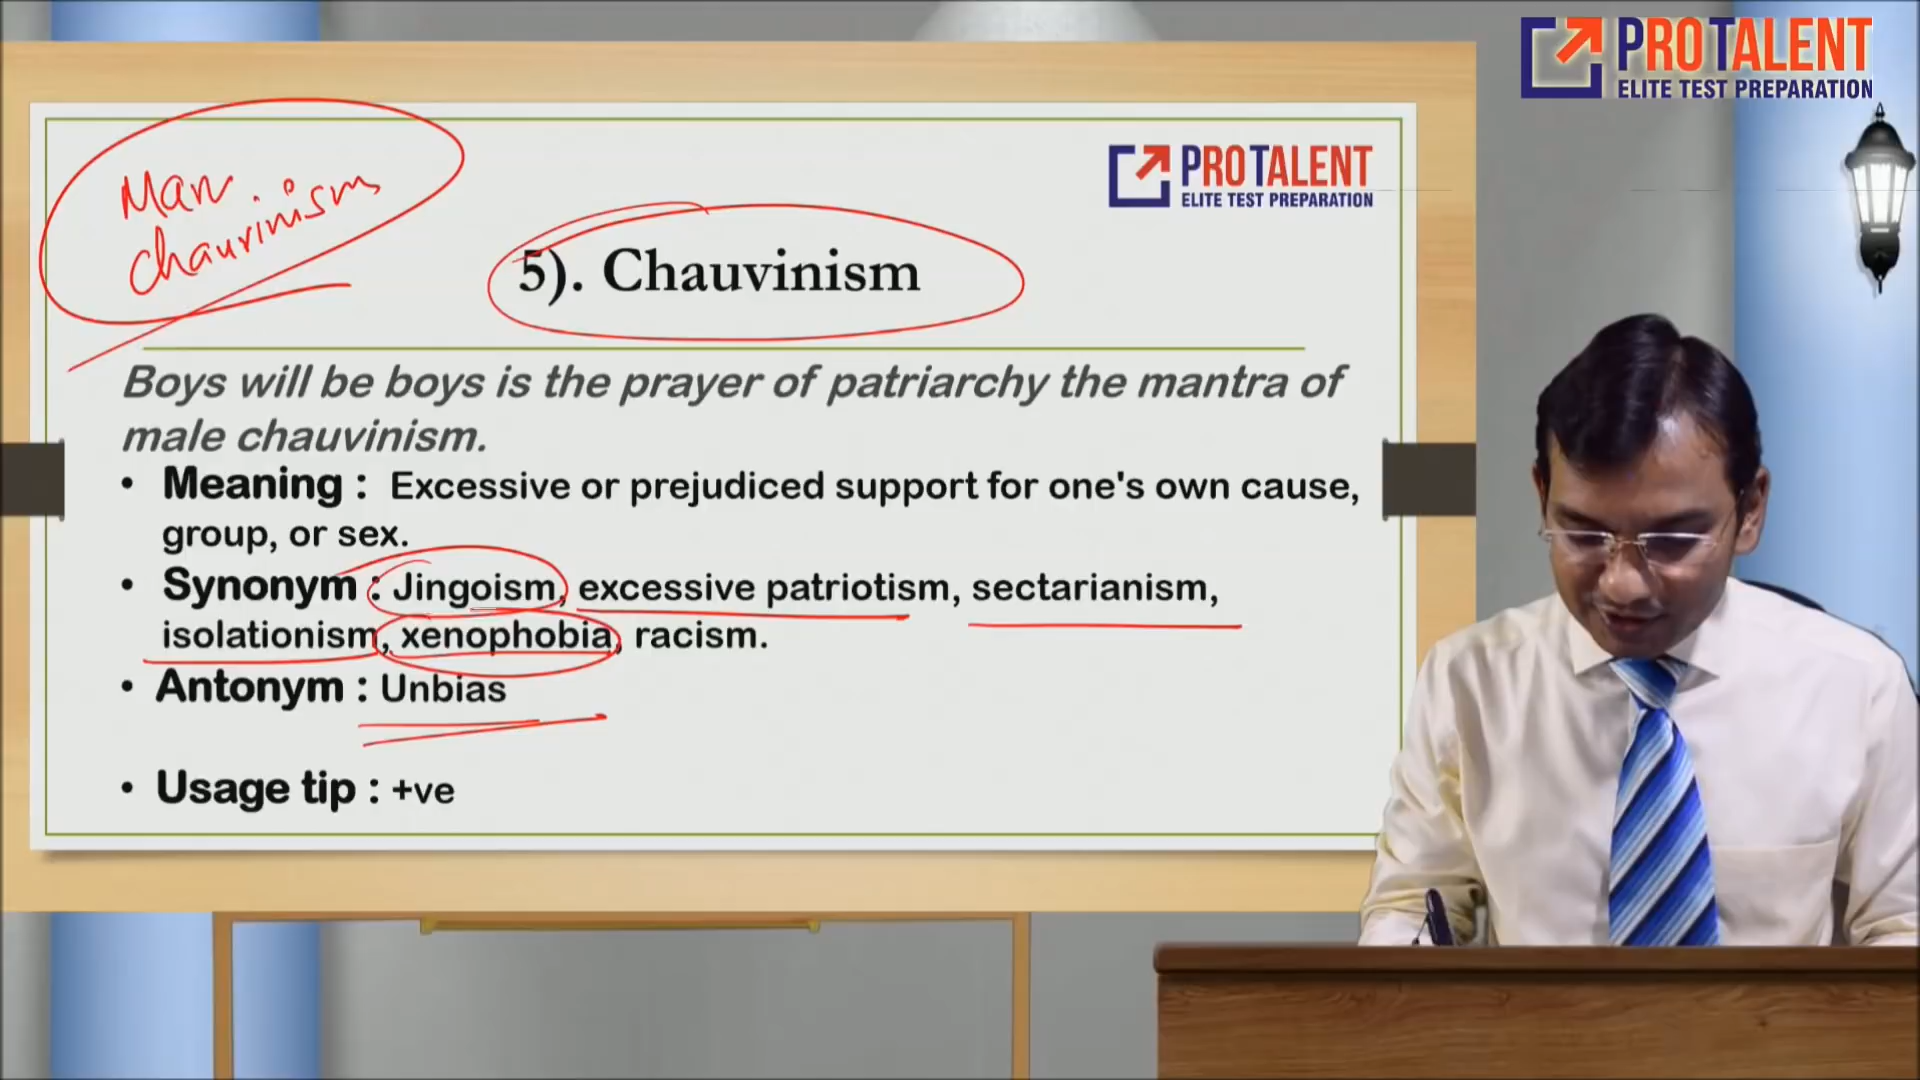 PROTALENT
ELITE TEST PREPARATION
PROTALENT
ELITE TEST PREPARATION
Man
chauvinism
5). Chauvinism
Boys will be boys is the prayer of patriarchy the mantra of
male chauvinism.
• Meaning : Excessive or prejudiced support for one's own cause,
group, or sex.
• Synonym : Jingoism, excessive patriotism, sectarianism,
isolationism, xenophobia, racism.
• Antonym : Unbias
• Usage tip : +ve